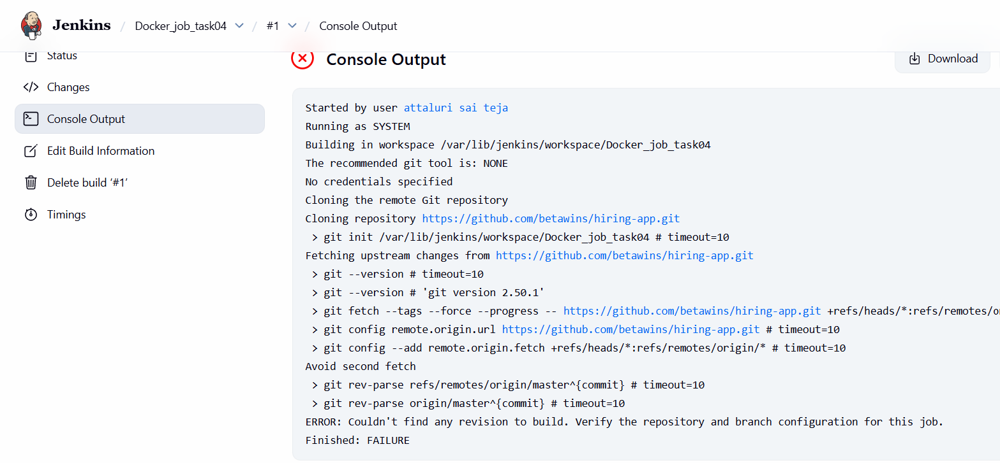 Jenkins / Docker_job_task04 / #1 / Console Output
Status
Changes
Console Output
Edit Build Information
Delete build ‘#1’
Timings
Console Output
Download
Started by user attaluri sai teja
Running as SYSTEM
Building in workspace /var/lib/jenkins/workspace/Docker_job_task04
The recommended git tool is: NONE
No credentials specified
Cloning the remote Git repository
Cloning repository https://github.com/betawins/hiring-app.git
> git init /var/lib/jenkins/workspace/Docker_job_task04 # timeout=10
Fetching upstream changes from https://github.com/betawins/hiring-app.git
> git --version # timeout=10
> git --version # 'git version 2.50.1'
> git fetch --tags --force --progress -- https://github.com/betawins/hiring-app.git +refs/heads/*:refs/remotes/o
> git config remote.origin.url https://github.com/betawins/hiring-app.git # timeout=10
> git config --add remote.origin.fetch +refs/heads/*:refs/remotes/origin/* # timeout=10
Avoid second fetch
> git rev-parse refs/remotes/origin/master^{commit} # timeout=10
> git rev-parse origin/master^{commit} # timeout=10
ERROR: Couldn't find any revision to build. Verify the repository and branch configuration for this job.
Finished: FAILURE